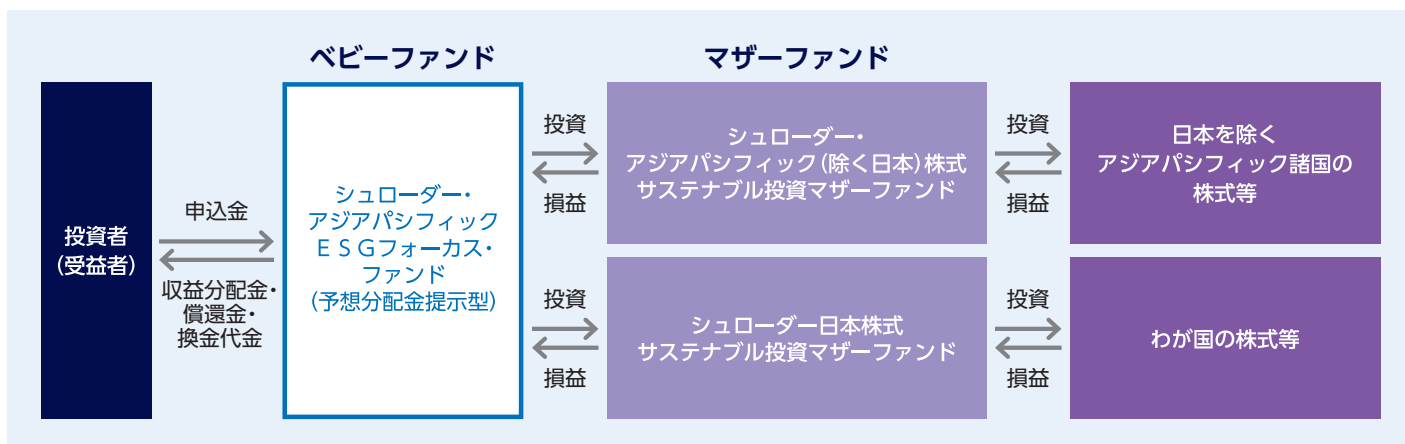 ベビーファンド
マザーファンド
投資者
(受益者)
申込金
収益分配金・
償還金・
換金代金
シュローダー・
アジアパシフィック
ＥＳＧフォーカス・
ファンド
(予想分配金提示型)
投資
損益
シュローダー・
アジアパシフィック(除く日本)株式
サステナブル投資マザーファンド
投資
損益
日本を除く
アジアパシフィック諸国の
株式等
投資
損益
シュローダー日本株式
サステナブル投資マザーファンド
投資
損益
わが国の株式等